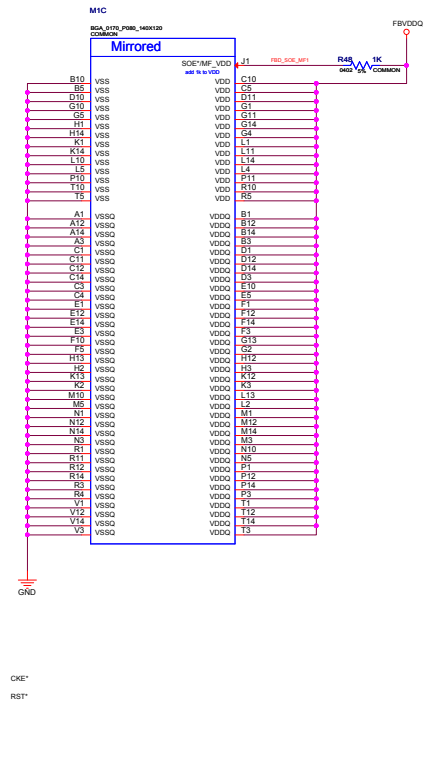 M1C
BGA_0170_P080_140X120
COMMON
FBVDDQ
Mirrored
SOE*/MF_VDD J1 FBD_SOE_MF1 R48 1K
add 1k to VDD 0402 5% COMMON
B10 VSS VDD C10
B5 VSS VDD C5
D10 VSS VDD D11
G10 VSS VDD G1
G5 VSS VDD G11
H1 VSS VDD G14
H14 VSS VDD G4
K1 VSS VDD L1
K14 VSS VDD L11
L10 VSS VDD L14
L5 VSS VDD L4
P10 VSS VDD P11
T10 VSS VDD R10
T5 VSS VDD R5
A1 VSSQ VDDQ B1
A12 VSSQ VDDQ B12
A14 VSSQ VDDQ B14
A3 VSSQ VDDQ B3
C1 VSSQ VDDQ D1
C11 VSSQ VDDQ D12
C12 VSSQ VDDQ D14
C14 VSSQ VDDQ D3
C3 VSSQ VDDQ E10
C4 VSSQ VDDQ E5
E1 VSSQ VDDQ F1
E12 VSSQ VDDQ F12
E14 VSSQ VDDQ F14
E3 VSSQ VDDQ F3
F10 VSSQ VDDQ G13
F5 VSSQ VDDQ G2
H13 VSSQ VDDQ H12
H2 VSSQ VDDQ H3
K13 VSSQ VDDQ K12
K2 VSSQ VDDQ K3
M10 VSSQ VDDQ L13
M5 VSSQ VDDQ L2
N1 VSSQ VDDQ M1
N12 VSSQ VDDQ M12
N14 VSSQ VDDQ M14
N3 VSSQ VDDQ M3
R1 VSSQ VDDQ N10
R11 VSSQ VDDQ N5
R12 VSSQ VDDQ P1
R14 VSSQ VDDQ P12
R3 VSSQ VDDQ P14
R4 VSSQ VDDQ P3
V1 VSSQ VDDQ T1
V12 VSSQ VDDQ T12
V14 VSSQ VDDQ T14
V3 VSSQ VDDQ T3
GND
CKE*
RST*